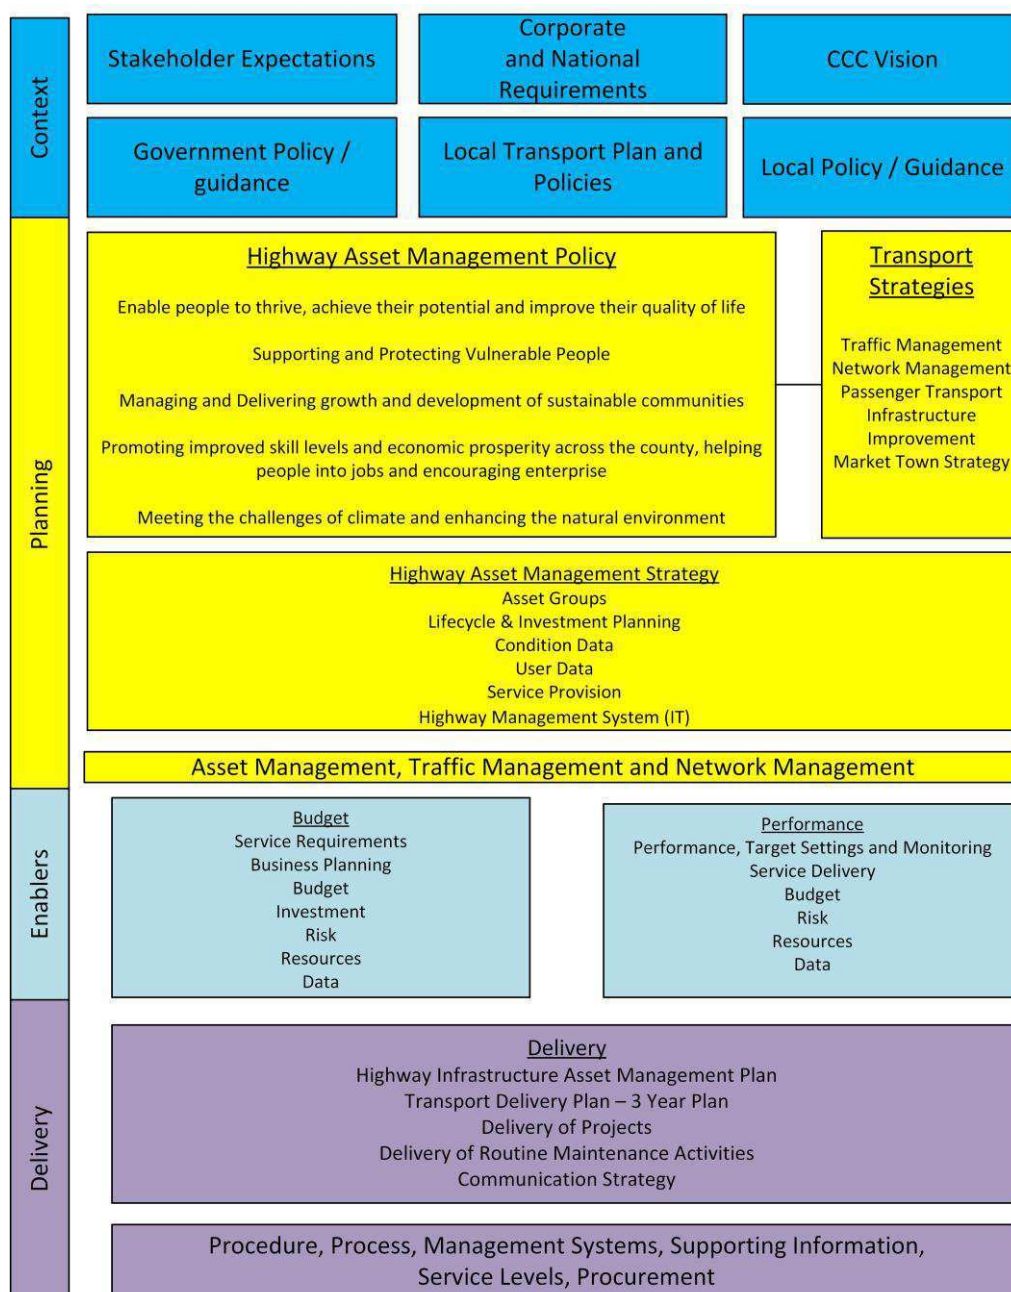 Context
Stakeholder Expectations
Corporate
and National
Requirements
CCC Vision
Government Policy /
guidance
Local Transport Plan and
Policies
Local Policy / Guidance
Planning
Highway Asset Management Policy
Enable people to thrive, achieve their potential and improve their quality of life
Supporting and Protecting Vulnerable People
Managing and Delivering growth and development of sustainable communities
Promoting improved skill levels and economic prosperity across the county, helping
people into jobs and encouraging enterprise
Meeting the challenges of climate and enhancing the natural environment
Transport
Strategies
Traffic Management
Network Management
Passenger Transport
Infrastructure
Improvement
Market Town Strategy
Highway Asset Management Strategy
Asset Groups
Lifecycle & Investment Planning
Condition Data
User Data
Service Provision
Highway Management System (IT)
Asset Management, Traffic Management and Network Management
Enablers
Budget
Service Requirements
Business Planning
Budget
Investment
Risk
Resources
Data
Performance
Performance, Target Settings and Monitoring
Service Delivery
Budget
Risk
Resources
Data
Delivery
Delivery
Highway Infrastructure Asset Management Plan
Transport Delivery Plan – 3 Year Plan
Delivery of Projects
Delivery of Routine Maintenance Activities
Communication Strategy
Procedure, Process, Management Systems, Supporting Information,
Service Levels, Procurement